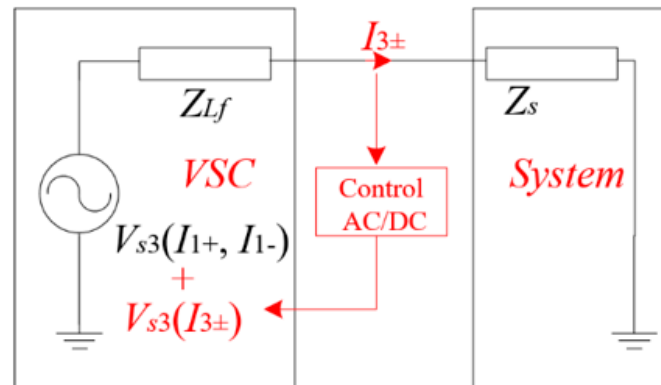 I3±
ZLf
Zs
VSC
Control
AC/DC
System
Vs3(I1+, I1-)
+
Vs3(I3±)